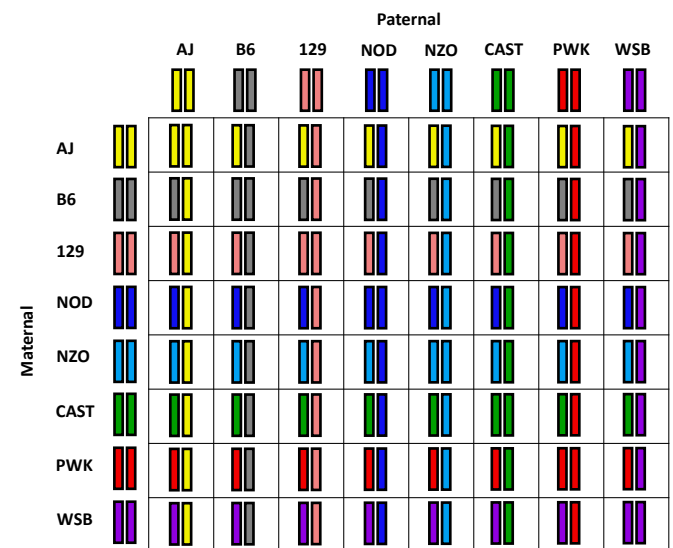 Paternal
AJ B6 129 NOD NZO CAST PWK WSB
AJ
B6
129
NOD
NZO
CAST
PWK
WSB
Maternal